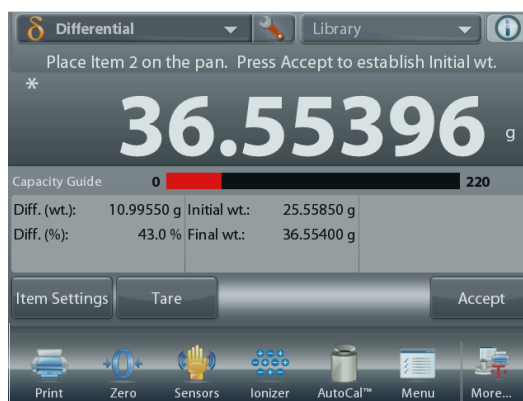 δ Differential Library
Place Item 2 on the pan. Press Accept to establish Initial wt.
*
36.55396 g
Capacity Guide 0 220
Diff. (wt.): 10.99550 g Initial wt.: 25.55850 g
Diff. (%): 43.0 % Final wt.: 36.55400 g
Item Settings Tare Accept
Print Zero Sensors Ionizer AutoCal™ Menu More...